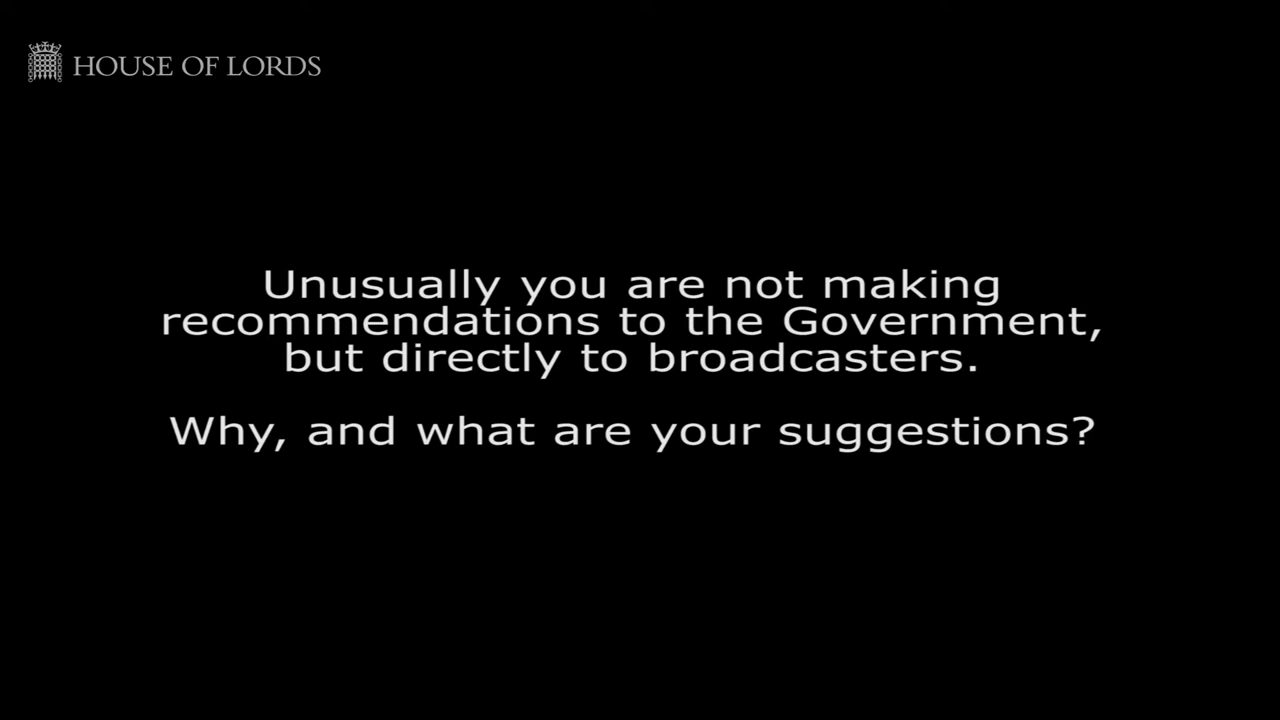 HOUSE OF LORDS
Unusually you are not making
recommendations to the Government,
but directly to broadcasters.
Why, and what are your suggestions?